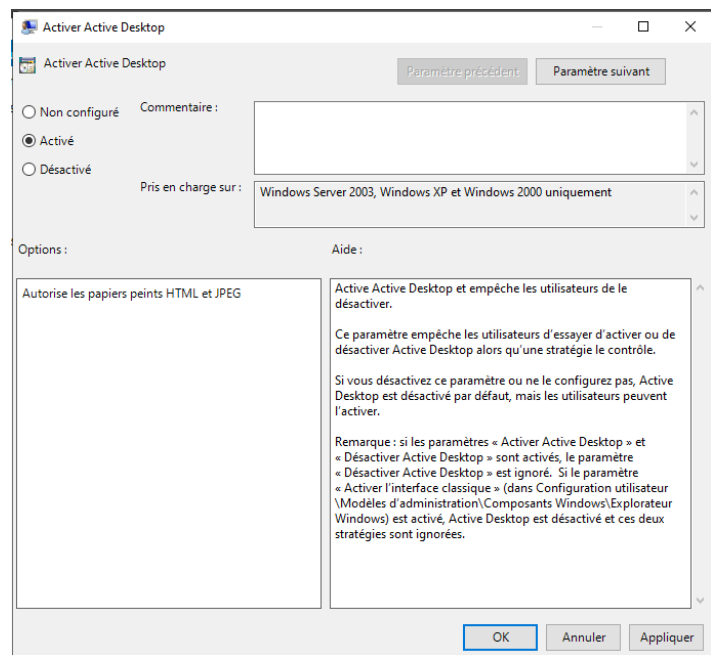 Activer Active Desktop
Activer Active Desktop
Paramètre précédent
Paramètre suivant
Non configuré
Commentaire :
Activé
Désactivé
Pris en charge sur :
Windows Server 2003, Windows XP et Windows 2000 uniquement
Options :
Aide :
Autorise les papiers peints HTML et JPEG
Active Active Desktop et empêche les utilisateurs de le
désactiver.
Ce paramètre empêche les utilisateurs d'essayer d'activer ou de
désactiver Active Desktop alors qu'une stratégie le contrôle.
Si vous désactivez ce paramètre ou ne le configurez pas, Active
Desktop est désactivé par défaut, mais les utilisateurs peuvent
l'activer.
Remarque : si les paramètres « Activer Active Desktop » et
« Désactiver Active Desktop » sont activés, le paramètre
« Désactiver Active Desktop » est ignoré.  Si le paramètre
« Activer l'interface classique » (dans Configuration utilisateur
\Modèles d'administration\Composants Windows\Explorateur
Windows) est activé, Active Desktop est désactivé et ces deux
stratégies sont ignorées.
OK
Annuler
Appliquer